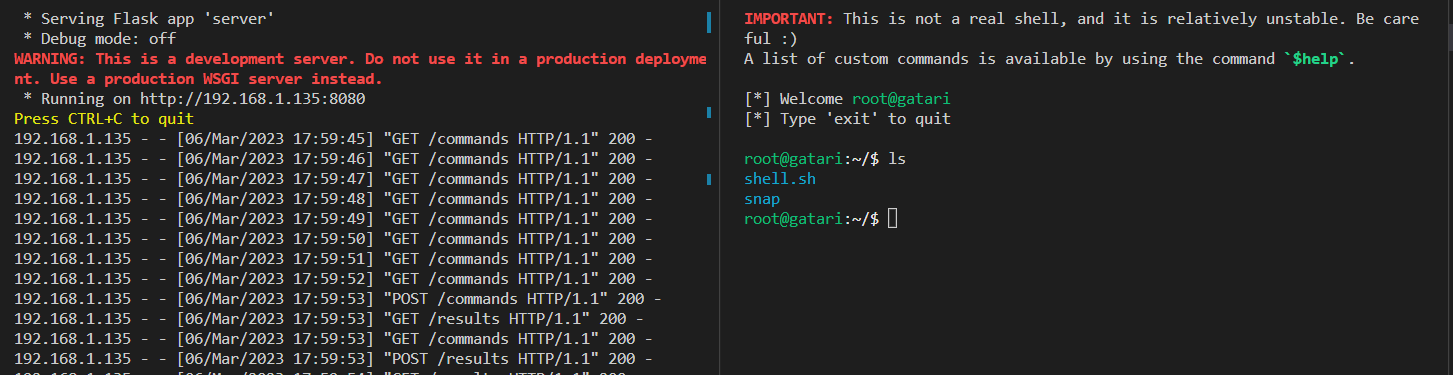 * Serving Flask app 'server'
 * Debug mode: off
WARNING: This is a development server. Do not use it in a production deployme
nt. Use a production WSGI server instead.
 * Running on http://192.168.1.135:8080
Press CTRL+C to quit
192.168.1.135 - - [06/Mar/2023 17:59:45] "GET /commands HTTP/1.1" 200 -
192.168.1.135 - - [06/Mar/2023 17:59:46] "GET /commands HTTP/1.1" 200 -
192.168.1.135 - - [06/Mar/2023 17:59:47] "GET /commands HTTP/1.1" 200 -
192.168.1.135 - - [06/Mar/2023 17:59:48] "GET /commands HTTP/1.1" 200 -
192.168.1.135 - - [06/Mar/2023 17:59:49] "GET /commands HTTP/1.1" 200 -
192.168.1.135 - - [06/Mar/2023 17:59:50] "GET /commands HTTP/1.1" 200 -
192.168.1.135 - - [06/Mar/2023 17:59:51] "GET /commands HTTP/1.1" 200 -
192.168.1.135 - - [06/Mar/2023 17:59:52] "GET /commands HTTP/1.1" 200 -
192.168.1.135 - - [06/Mar/2023 17:59:53] "POST /commands HTTP/1.1" 200 -
192.168.1.135 - - [06/Mar/2023 17:59:53] "GET /results HTTP/1.1" 200 -
192.168.1.135 - - [06/Mar/2023 17:59:53] "GET /commands HTTP/1.1" 200 -
192.168.1.135 - - [06/Mar/2023 17:59:53] "POST /results HTTP/1.1" 200 -
IMPORTANT: This is not a real shell, and it is relatively unstable. Be care
ful :)
A list of custom commands is available by using the command `$help`.
[*] Welcome root@gatari
[*] Type 'exit' to quit
root@gatari:~/$ ls
shell.sh
snap
root@gatari:~/$